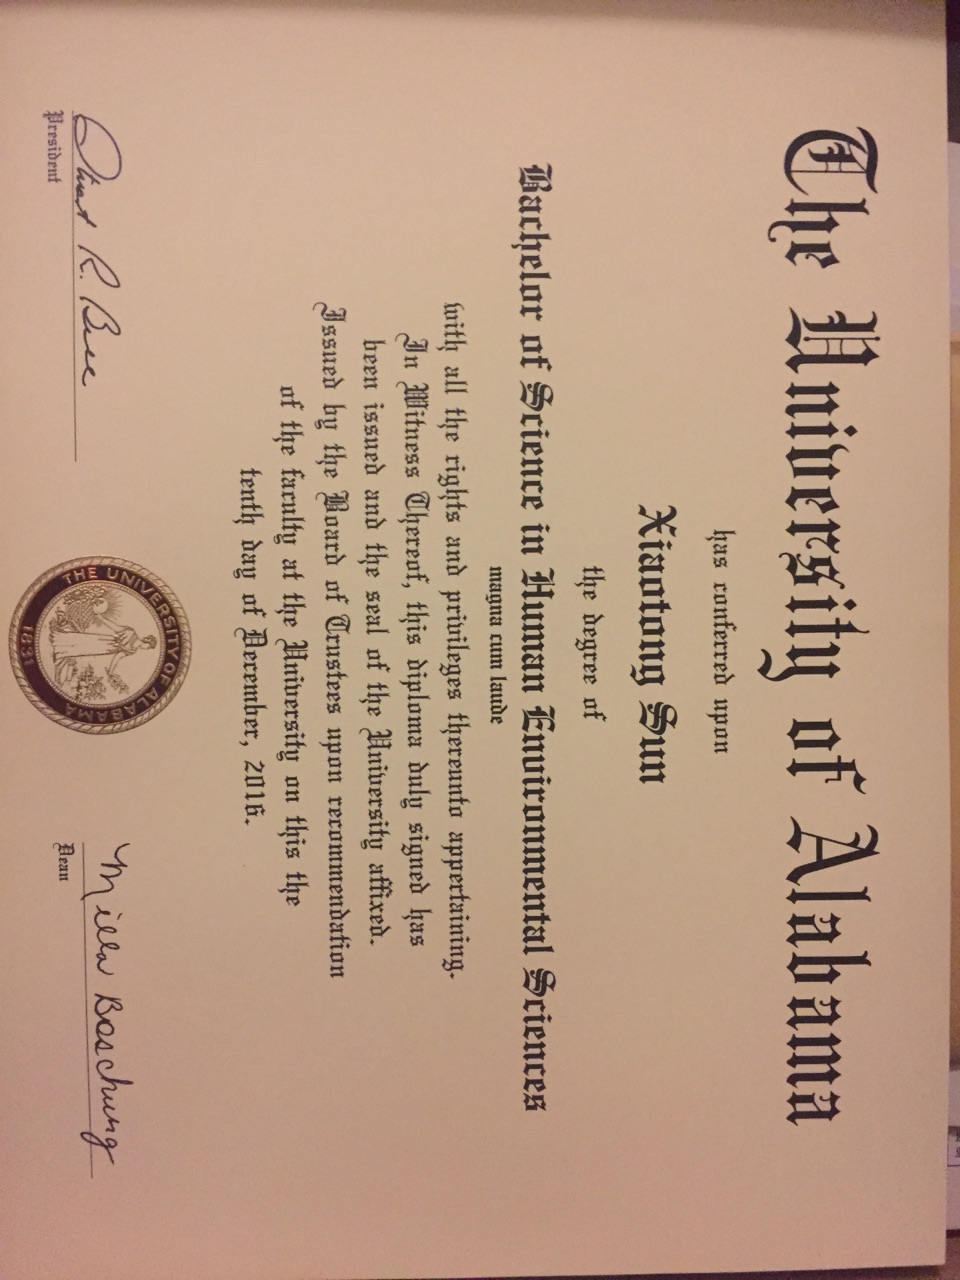 The University of Alabama
has conferred upon
Xiaotong Sun
the degree of
Bachelor of Science in Human Environmental Sciences
magna cum laude
with all the rights and privileges thereunto appertaining.
In Witness Thereof, this diploma duly signed has
been issued and the seal of the University affixed.
Issued by the Board of Trustees upon recommendation
of the faculty at the University on this the
tenth day of December, 2016.
President
THE UNIVERSITY OF ALABAMA
1831
Milla Boschung
Dean